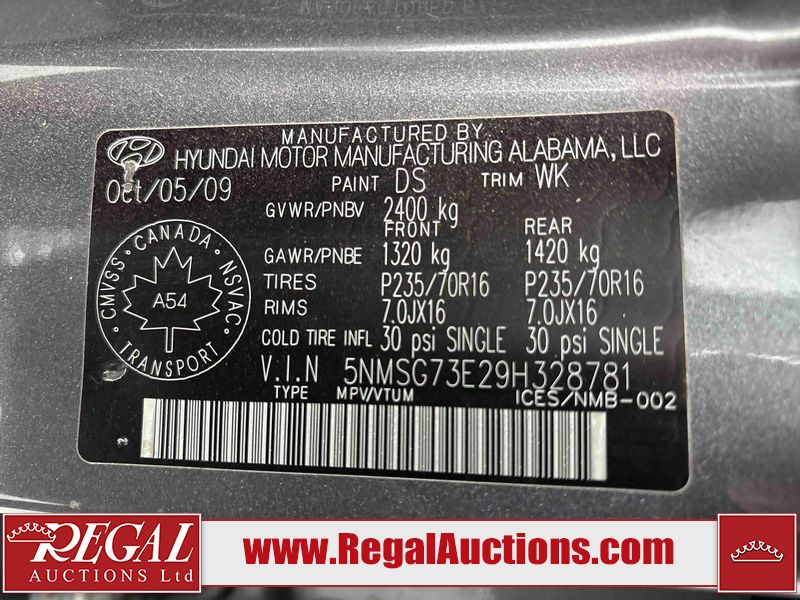 MANUFACTURED BY
HYUNDAI MOTOR MANUFACTURING ALABAMA, LLC
Oct/05/09 PAINT DS TRIM WK
GVWR/PNBV 2400 kg
FRONT REAR
GAWR/PNBE 1320 kg 1420 kg
TIRES P235/70R16 P235/70R16
RIMS 7.0JX16 7.0JX16
COLD TIRE INFL 30 psi SINGLE 30 psi SINGLE
V.I.N 5NMSG73E29H328781
TYPE MPV/VTUM ICES/NMB-002
CANADA
CMVSS NSVAC
A54
TRANSPORT
REGAL
AUCTIONS Ltd
www.RegalAuctions.com